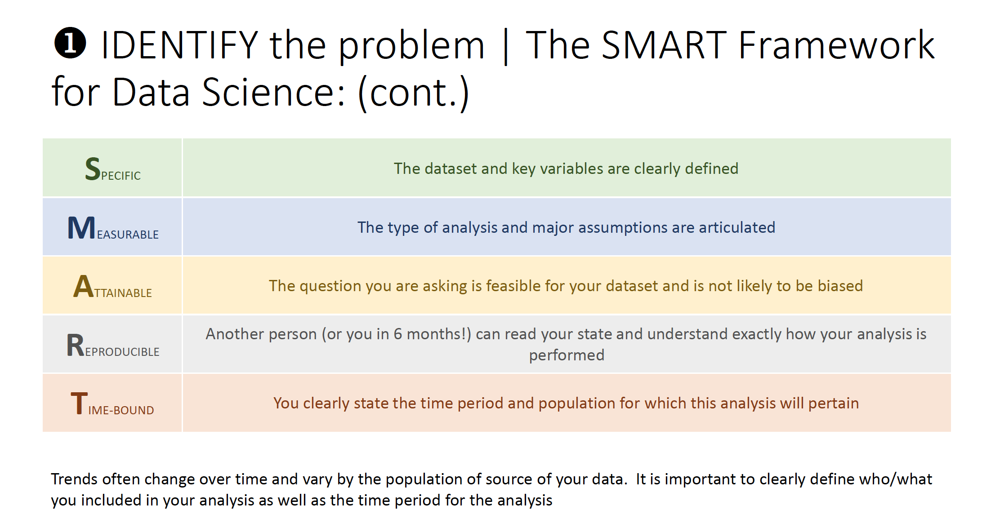 ❶ IDENTIFY the problem | The SMART Framework
for Data Science: (cont.)
SPECIFIC
The dataset and key variables are clearly defined
MEASURABLE
The type of analysis and major assumptions are articulated
ATTAINABLE
The question you are asking is feasible for your dataset and is not likely to be biased
REPRODUCIBLE
Another person (or you in 6 months!) can read your state and understand exactly how your analysis is
performed
TIME-BOUND
You clearly state the time period and population for which this analysis will pertain
Trends often change over time and vary by the population of source of your data.  It is important to clearly define who/what
you included in your analysis as well as the time period for the analysis